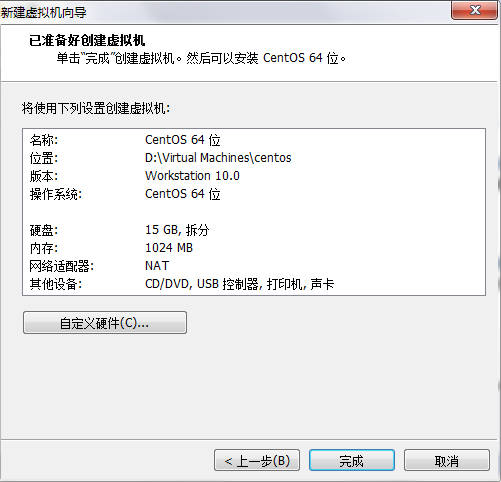 新建虚拟机向导
已准备好创建虚拟机
单击"完成"创建虚拟机。然后可以安装 CentOS 64 位。
将使用下列设置创建虚拟机:
名称: CentOS 64 位
位置: D:\Virtual Machines\centos
版本: Workstation 10.0
操作系统: CentOS 64 位
硬盘: 15 GB, 拆分
内存: 1024 MB
网络适配器: NAT
其他设备: CD/DVD, USB 控制器, 打印机, 声卡
自定义硬件(C)...
< 上一步(B) 完成 取消